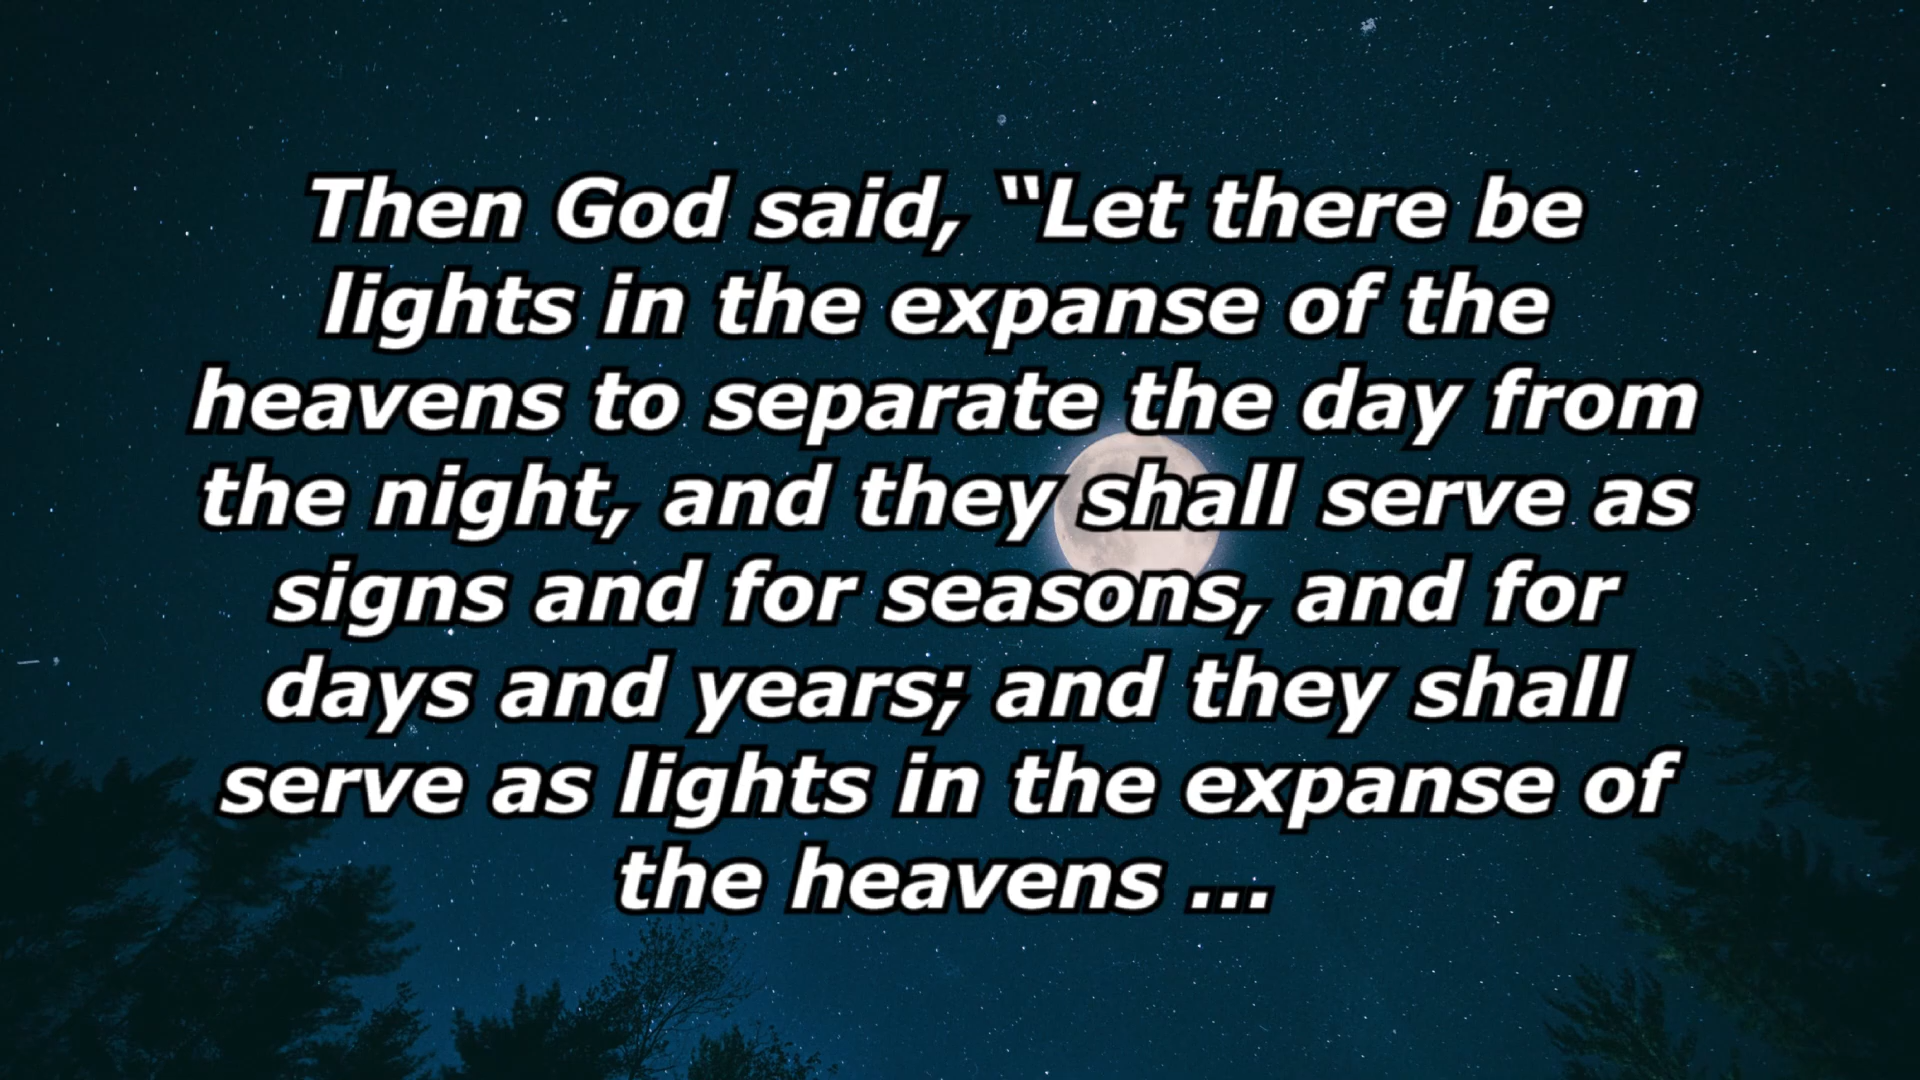 Then God said, “Let there be
lights in the expanse of the
heavens to separate the day from
the night, and they shall serve as
signs and for seasons, and for
days and years; and they shall
serve as lights in the expanse of
the heavens ...